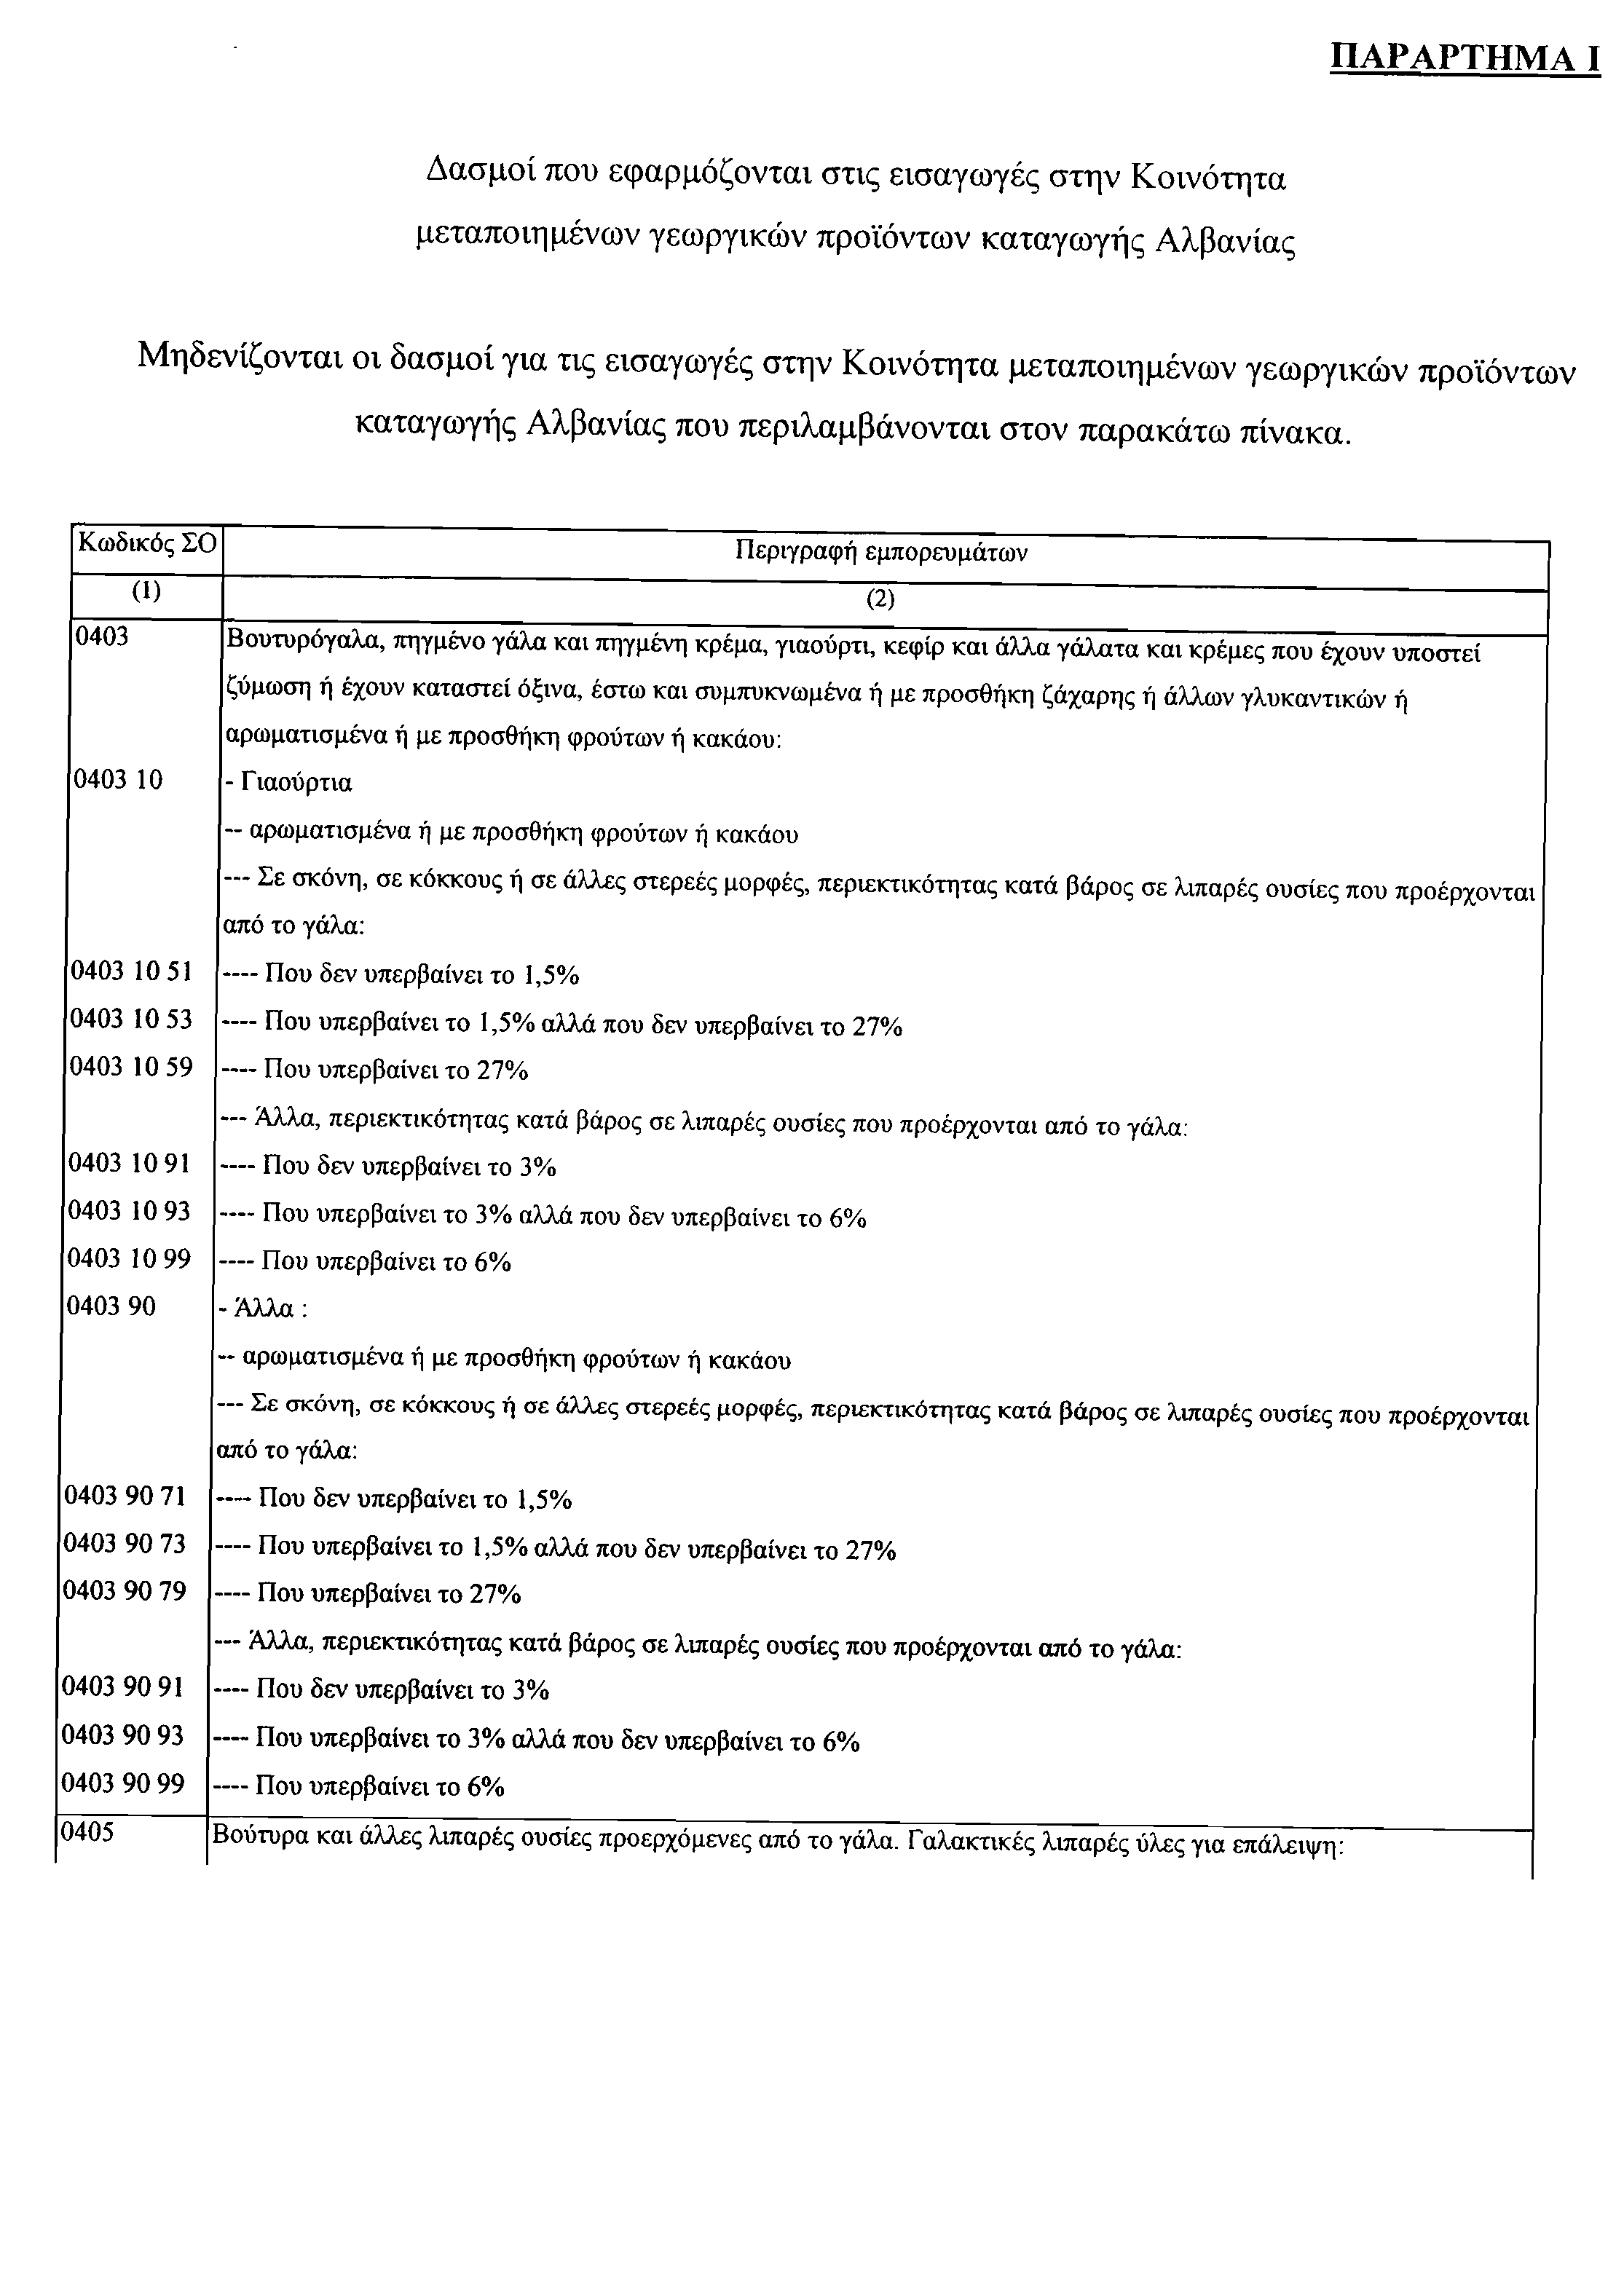 ΠΑΡΑΡΤΗΜΑ Ι
Δασμοί που εφαρμόζονται στις εισαγωγές στην Κοινότητα
μεταποιημένων γεωργικών προϊόντων καταγωγής Αλβανίας
Μηδενίζονται οι δασμοί για τις εισαγωγές στην Κοινότητα μεταποιημένων γεωργικών προϊόντων
καταγωγής Αλβανίας που περιλαμβάνονται στον παρακάτω πίνακα.
Κωδικός ΣΟ Περιγραφή εμπορευμάτων
(1) (2)
0403 Βουτυρόγαλα, πηγμένο γάλα και πηγμένη κρέμα, γιαούρτι, κεφίρ και άλλα γάλατα και κρέμες που έχουν υποστεί
ζύμωση ή έχουν καταστεί όξινα, έστω και συμπυκνωμένα ή με προσθήκη ζάχαρης ή άλλων γλυκαντικών ή
αρωματισμένα ή με προσθήκη φρούτων ή κακάου:
0403 10 - Γιαούρτια
-- αρωματισμένα ή με προσθήκη φρούτων ή κακάου
--- Σε σκόνη, σε κόκκους ή σε άλλες στερεές μορφές, περιεκτικότητας κατά βάρος σε λιπαρές ουσίες που προέρχονται
από το γάλα:
0403 10 51 ---- Που δεν υπερβαίνει το 1,5%
0403 10 53 ---- Που υπερβαίνει το 1,5% αλλά που δεν υπερβαίνει το 27%
0403 10 59 ---- Που υπερβαίνει το 27%
--- Άλλα, περιεκτικότητας κατά βάρος σε λιπαρές ουσίες που προέρχονται από το γάλα:
0403 10 91 ---- Που δεν υπερβαίνει το 3%
0403 10 93 ---- Που υπερβαίνει το 3% αλλά που δεν υπερβαίνει το 6%
0403 10 99 ---- Που υπερβαίνει το 6%
0403 90 - Άλλα :
-- αρωματισμένα ή με προσθήκη φρούτων ή κακάου
--- Σε σκόνη, σε κόκκους ή σε άλλες στερεές μορφές, περιεκτικότητας κατά βάρος σε λιπαρές ουσίες που προέρχονται
από το γάλα:
0403 90 71 ---- Που δεν υπερβαίνει το 1,5%
0403 90 73 ---- Που υπερβαίνει το 1,5% αλλά που δεν υπερβαίνει το 27%
0403 90 79 ---- Που υπερβαίνει το 27%
--- Άλλα, περιεκτικότητας κατά βάρος σε λιπαρές ουσίες που προέρχονται από το γάλα:
0403 90 91 ---- Που δεν υπερβαίνει το 3%
0403 90 93 ---- Που υπερβαίνει το 3% αλλά που δεν υπερβαίνει το 6%
0403 90 99 ---- Που υπερβαίνει το 6%
0405 Βούτυρα και άλλες λιπαρές ουσίες προερχόμενες από το γάλα. Γαλακτικές λιπαρές ύλες για επάλειψη: